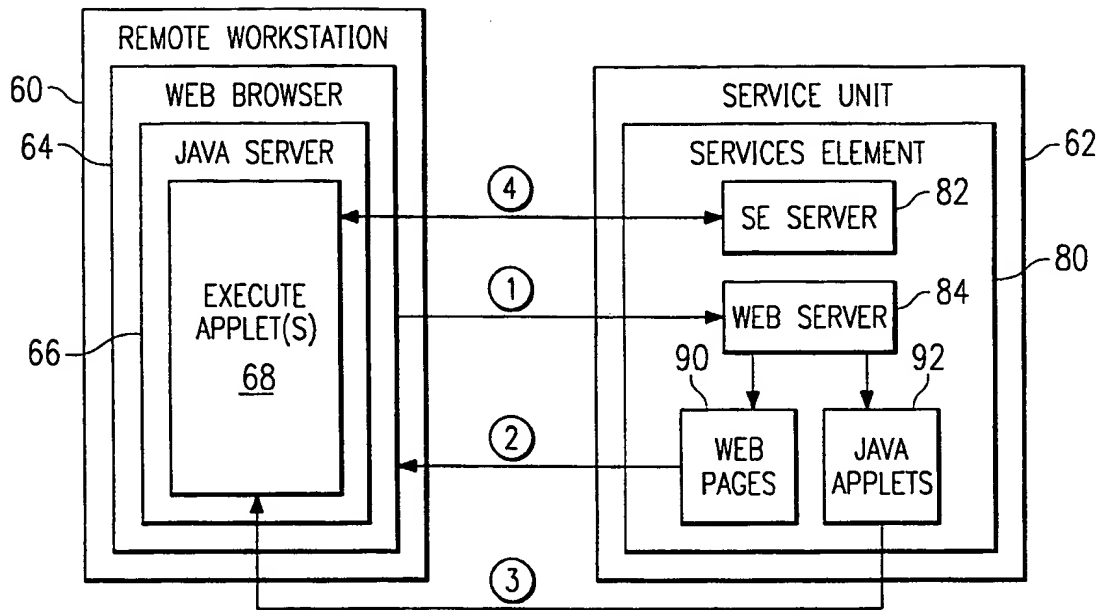 REMOTE WORKSTATION
60
WEB BROWSER
64
JAVA SERVER
66
EXECUTE
APPLET(S)
68
4
1
2
3
SERVICE UNIT
62
SERVICES ELEMENT
80
SE SERVER
82
WEB SERVER
84
90
WEB
PAGES
92
JAVA
APPLETS